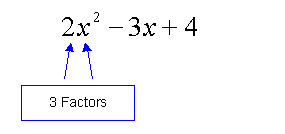 2x² − 3x + 4
3 Factors